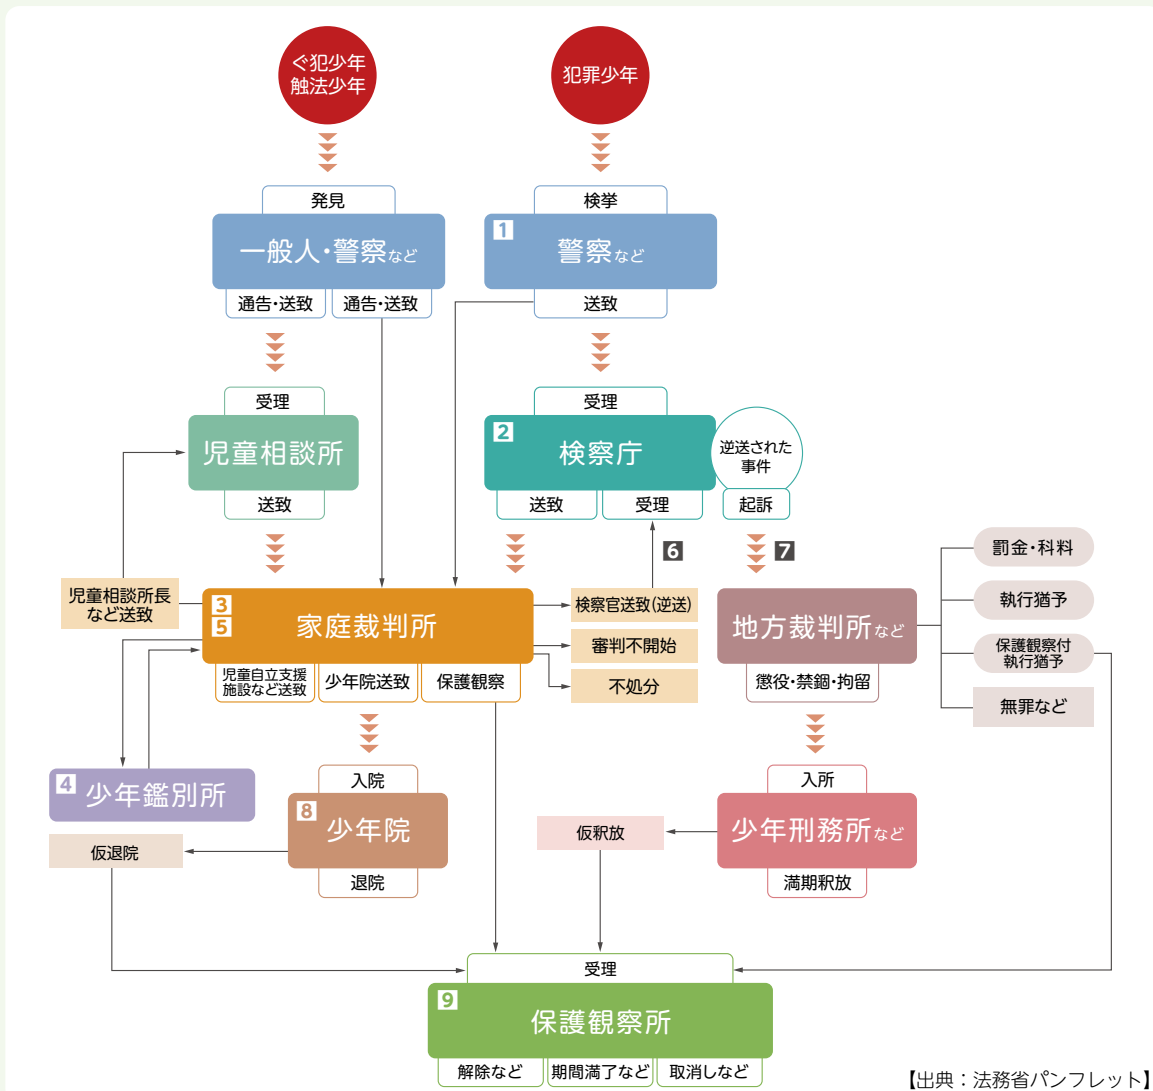 ぐ犯少年
触法少年
犯罪少年
発見
一般人・警察など
通告・送致
通告・送致
検挙
1
警察など
送致
受理
児童相談所
送致
受理
2
検察庁
送致
受理
逆送された
事件
起訴
6
7
児童相談所長
など送致
3
5
家庭裁判所
児童自立支援
施設など送致
少年院送致
保護観察
検察官送致(逆送)
審判不開始
不処分
地方裁判所など
懲役・禁錮・拘留
罰金・科料
執行猶予
保護観察付
執行猶予
無罪など
4
少年鑑別所
入院
8
少年院
退院
仮退院
入所
少年刑務所など
満期釈放
仮釈放
受理
9
保護観察所
解除など
期間満了など
取消しなど
【出典：法務省パンフレット】